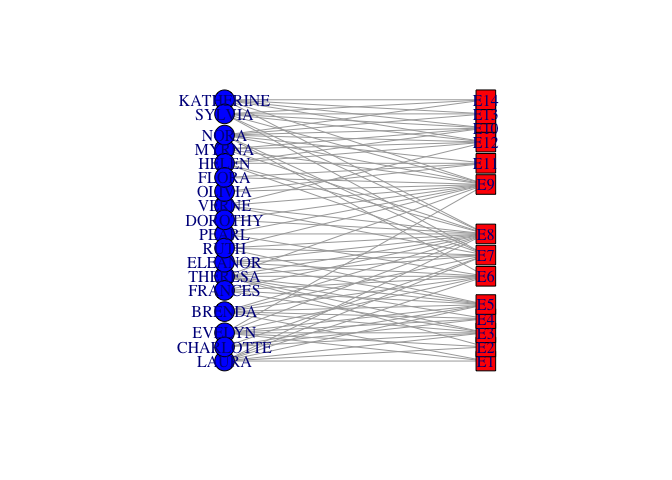 KATHERINE
SYLVIA
NORA
MYRNA
HELEN
FLORA
OLIVIA
VERNE
DOROTHY
PEARL
RUTH
ELEANOR
THERESA
FRANCES
BRENDA
EVELYN
CHARLOTTE
LAURA
E14
E13
E10
E12
E11
E9
E8
E7
E6
E5
E4
E3
E2
E1